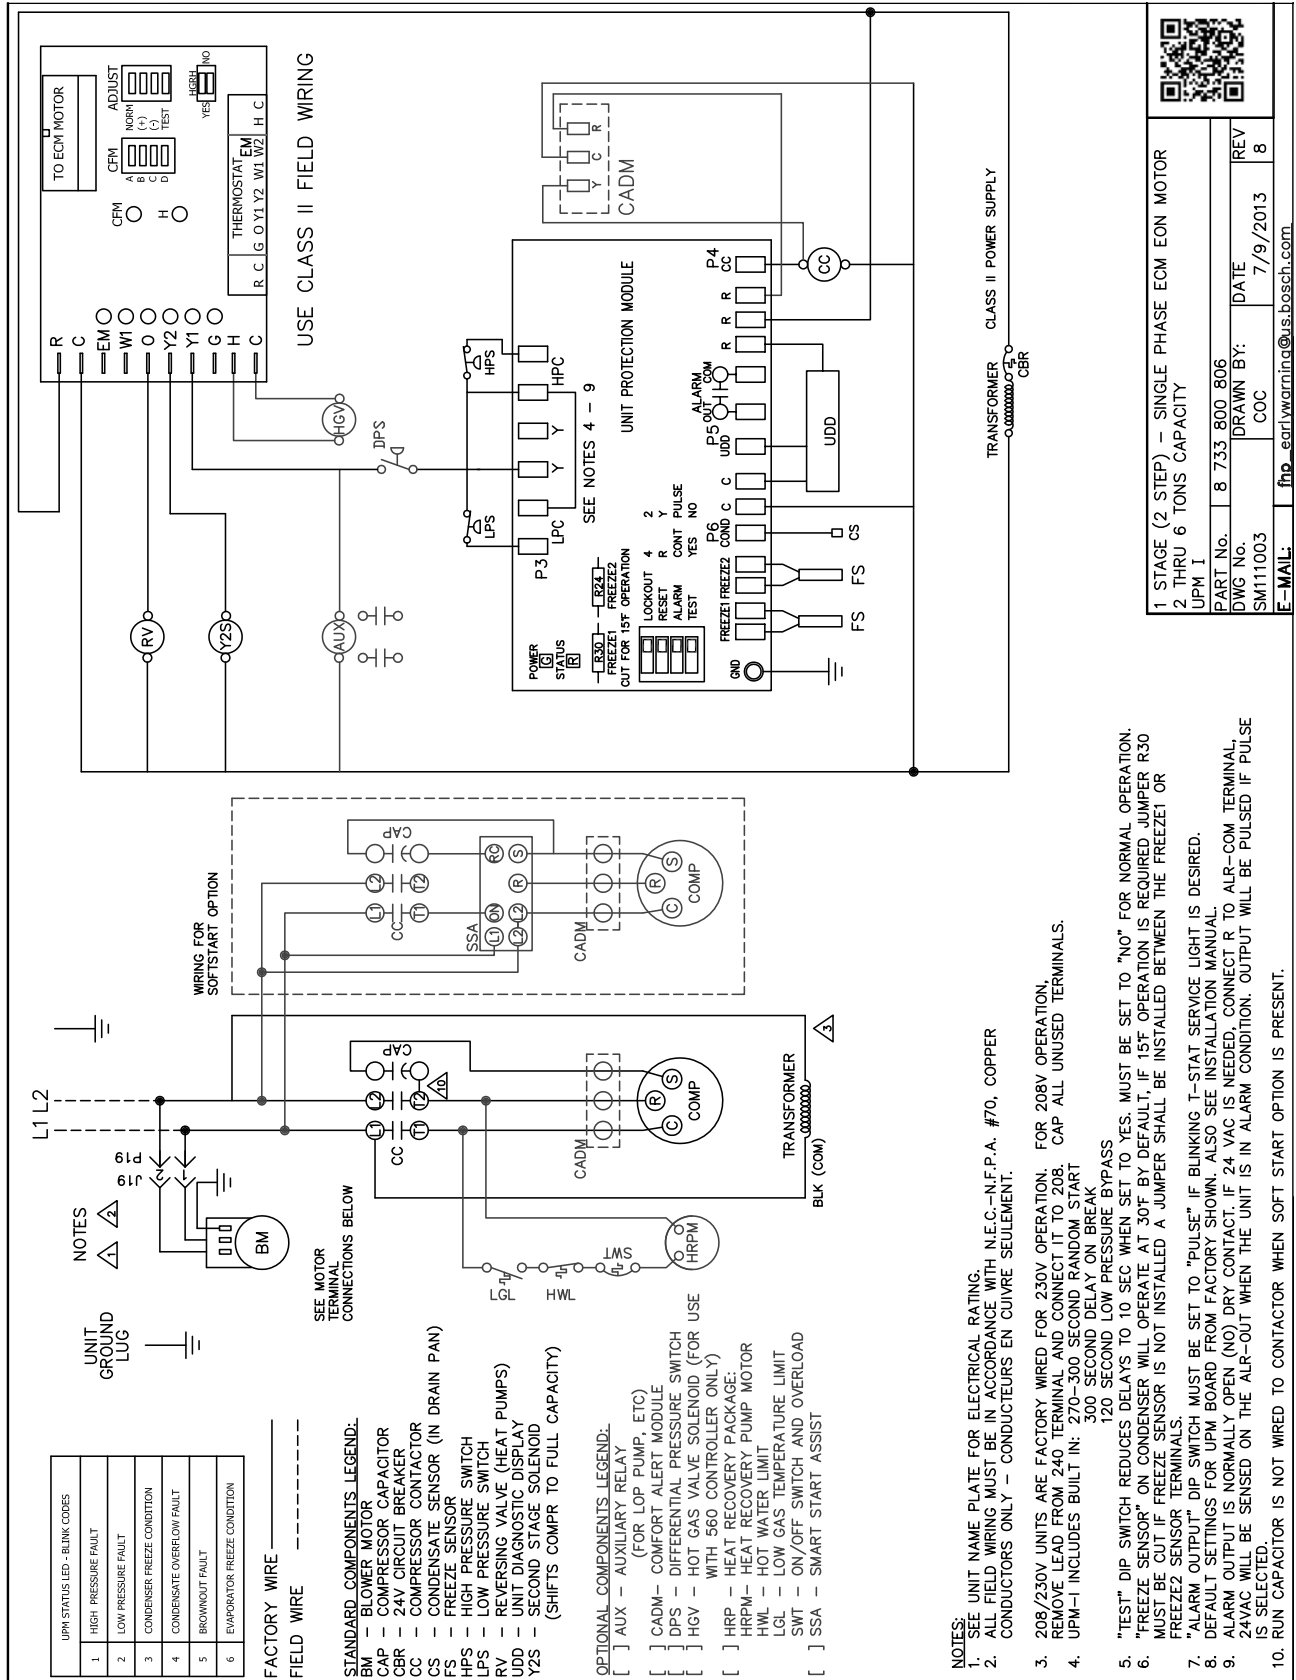 UPM STATUS LED - BLINK CODES
1 HIGH PRESSURE FAULT
2 LOW PRESSURE FAULT
3 CONDENSER FREEZE CONDITION
4 CONDENSATE OVERFLOW FAULT
5 BROWNOUT FAULT
6 EVAPORATOR FREEZE CONDITION
FACTORY WIRE
FIELD WIRE
STANDARD COMPONENTS LEGEND:
BM – BLOWER MOTOR
CAP – COMPRESSOR CAPACITOR
CBR – 24V CIRCUIT BREAKER
CC – COMPRESSOR CONTACTOR
CS – CONDENSATE SENSOR (IN DRAIN PAN)
FS – FREEZE SENSOR
HPS – HIGH PRESSURE SWITCH
LPS – LOW PRESSURE SWITCH
RV – REVERSING VALVE (HEAT PUMPS)
UDD – UNIT DIAGNOSTIC DISPLAY
Y2S – SECOND STAGE SOLENOID
(SHIFTS COMPR TO FULL CAPACITY)
OPTIONAL COMPONENTS LEGEND:
[ ] AUX – AUXILIARY RELAY
(FOR LOP PUMP, ETC)
[ ] CADM– COMFORT ALERT MODULE
[ ] DPS – DIFFERENTIAL PRESSURE SWITCH
[ ] HGV – HOT GAS VALVE SOLENOID (FOR USE
WITH 560 CONTROLLER ONLY)
[ ] HRP – HEAT RECOVERY PACKAGE:
HRPM– HEAT RECOVERY PUMP MOTOR
HWL – HOT WATER LIMIT
LGL – LOW GAS TEMPERATURE LIMIT
SWT – ON/OFF SWITCH AND OVERLOAD
[ ] SSA – SMART START ASSIST
NOTES:
1. SEE UNIT NAME PLATE FOR ELECTRICAL RATING.
2. ALL FIELD WIRING MUST BE IN ACCORDANCE WITH N.E.C.–N.F.P.A. #70, COPPER
CONDUCTORS ONLY – CONDUCTEURS EN CUIVRE SEULEMENT.
3. 208/230V UNITS ARE FACTORY WIRED FOR 230V OPERATION. FOR 208V OPERATION,
REMOVE LEAD FROM 240 TERMINAL AND CONNECT IT TO 208. CAP ALL UNUSED TERMINALS.
4. UPM–I INCLUDES BUILT IN: 270–300 SECOND RANDOM START
300 SECOND DELAY ON BREAK
120 SECOND LOW PRESSURE BYPASS
5. "TEST" DIP SWITCH REDUCES DELAYS TO 10 SEC WHEN SET TO YES. MUST BE SET TO "NO" FOR NORMAL OPERATION.
6. "FREEZE SENSOR" ON CONDENSER WILL OPERATE AT 30°F BY DEFAULT, IF 15°F OPERATION IS REQUIRED JUMPER R30
MUST BE CUT IF FREEZE SENSOR IS NOT INSTALLED A JUMPER SHALL BE INSTALLED BETWEEN THE FREEZE1 OR
FREEZE2 SENSOR TERMINALS.
7. "ALARM OUTPUT" DIP SWITCH MUST BE SET TO "PULSE" IF BLINKING T–STAT SERVICE LIGHT IS DESIRED.
8. DEFAULT SETTINGS FOR UPM BOARD FROM FACTORY SHOWN. ALSO SEE INSTALLATION MANUAL.
9. ALARM OUTPUT IS NORMALLY OPEN (NO) DRY CONTACT. IF 24 VAC IS NEEDED, CONNECT R TO ALR–COM TERMINAL,
24VAC WILL BE SENSED ON THE ALR–OUT WHEN THE UNIT IS IN ALARM CONDITION. OUTPUT WILL BE PULSED IF PULSE
IS SELECTED.
10. RUN CAPACITOR IS NOT WIRED TO CONTACTOR WHEN SOFT START OPTION IS PRESENT.
UNIT
GROUND
LUG
NOTES
1 2
L1 L2
J19 P19
2
1
BM
SEE MOTOR
TERMINAL
CONNECTIONS BELOW
LGL
HWL
SWT
HRPM
L1 L2
CC
T1 T2
CAP
10
CADM
C R S
COMP
TRANSFORMER
BLK (COM)
3
WIRING FOR
SOFTSTART OPTION
L1 L2
CC
T1 T2
CAP
SSA
L1 ON RC
L2 L2 R S
CADM
C R S
COMP
TO ECM MOTOR
CFM
A
B
C
D
ADJUST
NORM
(+)
(-)
TEST
HGRH
YES NO
CFM
H
THERMOSTAT
EM
R C G O Y1 Y2 W1 W2 H C
R
C
EM
W1
O
Y2
Y1
G
H
C
USE CLASS II FIELD WIRING
RV
Y2S
AUX
HGV
DPS
LPS
HPS
P3
LPC Y Y HPC
SEE NOTES 4 – 9
UNIT PROTECTION MODULE
POWER
G
STATUS
R
R30
FREEZE1
R24
FREEZE2
CUT FOR 15°F OPERATION
LOCKOUT 4 2
RESET R Y
ALARM CONT PULSE
TEST YES NO
GND
FREEZE1 FREEZE2
P6
COND C C UDD
P5
ALARM
OUT COM
R R R
P4
CC
FS FS CS
UDD
CC
CADM
Y C R
TRANSFORMER
CBR
CLASS II POWER SUPPLY
1 STAGE (2 STEP) – SINGLE PHASE ECM EON MOTOR
2 THRU 6 TONS CAPACITY
UPM I
PART No. 8 733 800 806
DWG No. DRAWN BY: DATE REV
SM111003 COC 7/9/2013 8
E–MAIL: fhp_earlywarning@us.bosch.com